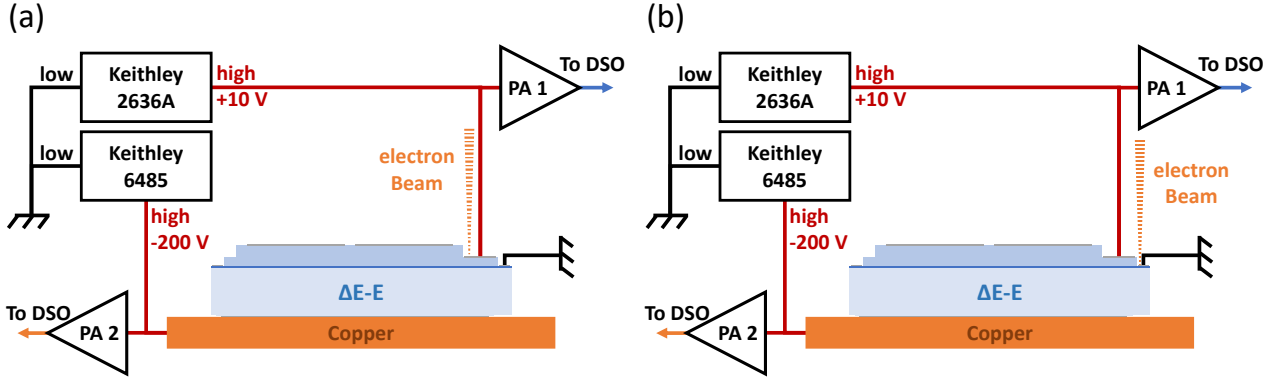 (a)
low
Keithley
2636A
high
+10 V
PA 1
To DSO
low
Keithley
6485
high
-200 V
electron
Beam
ΔE-E
To DSO
PA 2
Copper
(b)
low
Keithley
2636A
high
+10 V
PA 1
To DSO
low
Keithley
6485
high
-200 V
electron
Beam
ΔE-E
To DSO
PA 2
Copper